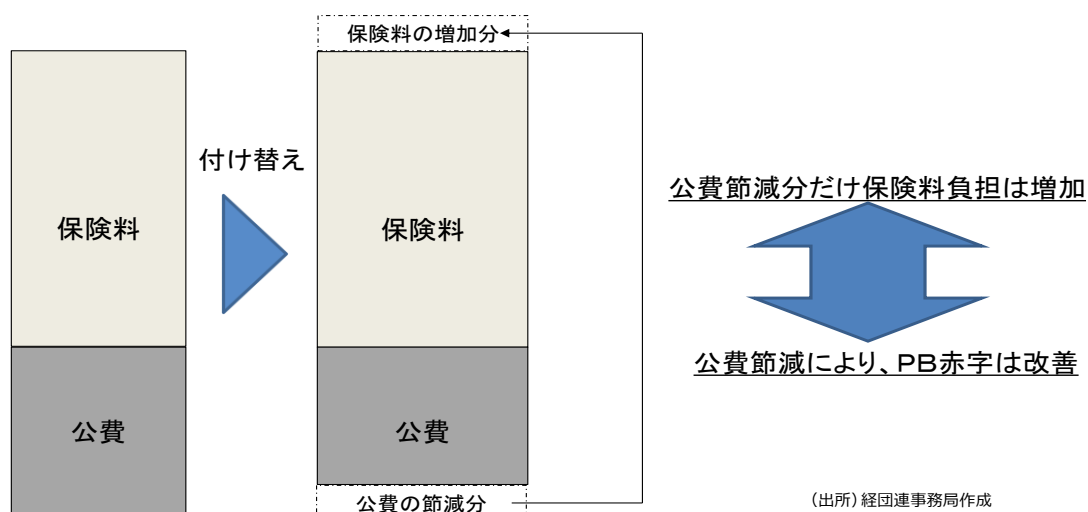 保険料の増加分
付け替え
保険料
保険料
公費
公費
公費の節減分
公費節減分だけ保険料負担は増加
公費節減により、PB赤字は改善
(出所)経団連事務局作成